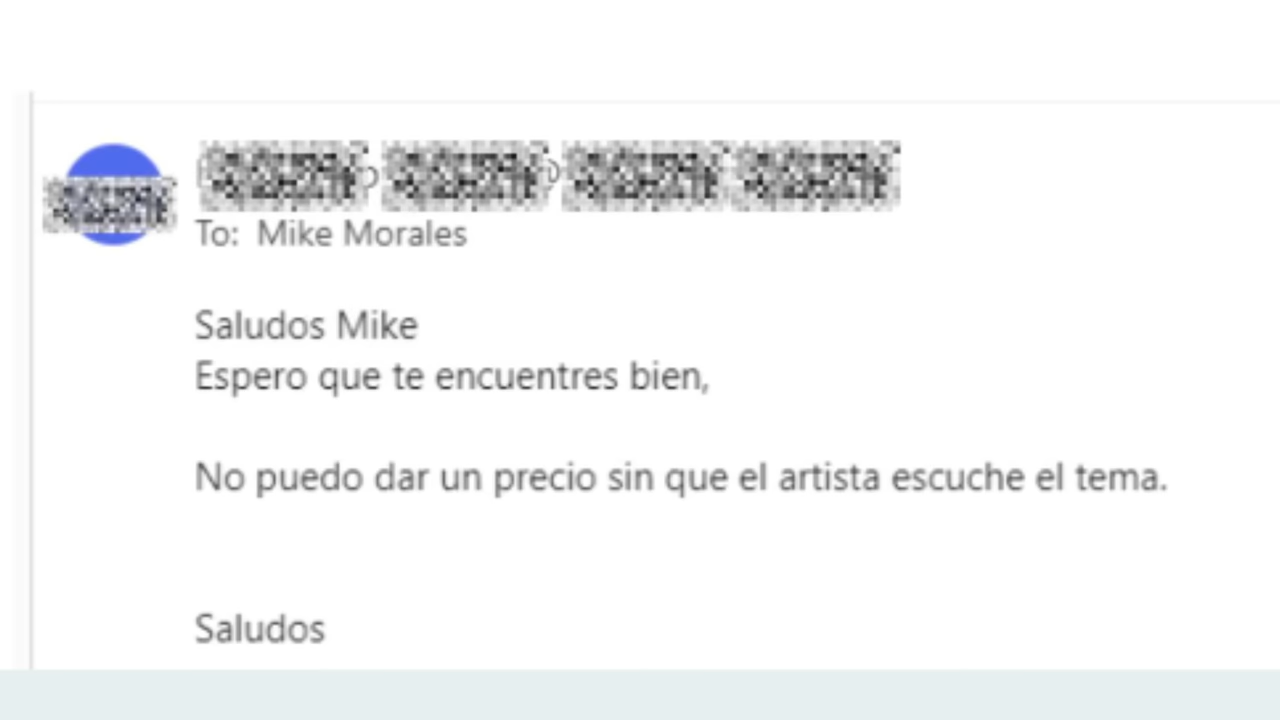 To: Mike Morales
Saludos Mike
Espero que te encuentres bien,
No puedo dar un precio sin que el artista escuche el tema.
Saludos